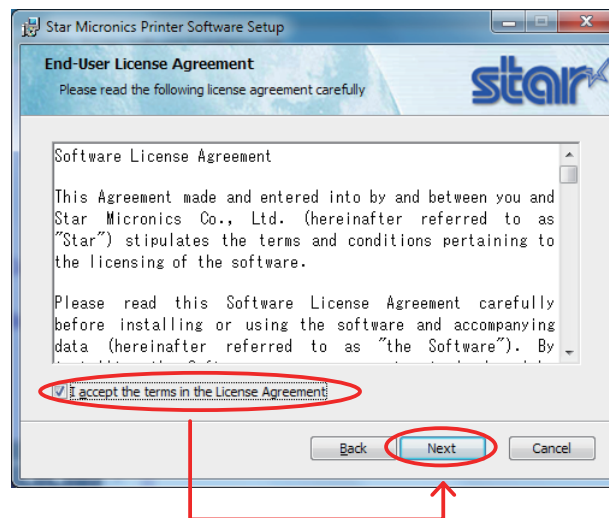 Star Micronics Printer Software Setup
End-User License Agreement
Please read the following license agreement carefully
star
Software License Agreement
This Agreement made and entered into by and between you and
Star Micronics Co., Ltd. (hereinafter referred to as
"Star") stipulates the terms and conditions pertaining to
the licensing of the software.
Please read this Software License Agreement carefully
before installing or using the software and accompanying
data (hereinafter referred to as "the Software"). By
I accept the terms in the License Agreement
Back Next Cancel